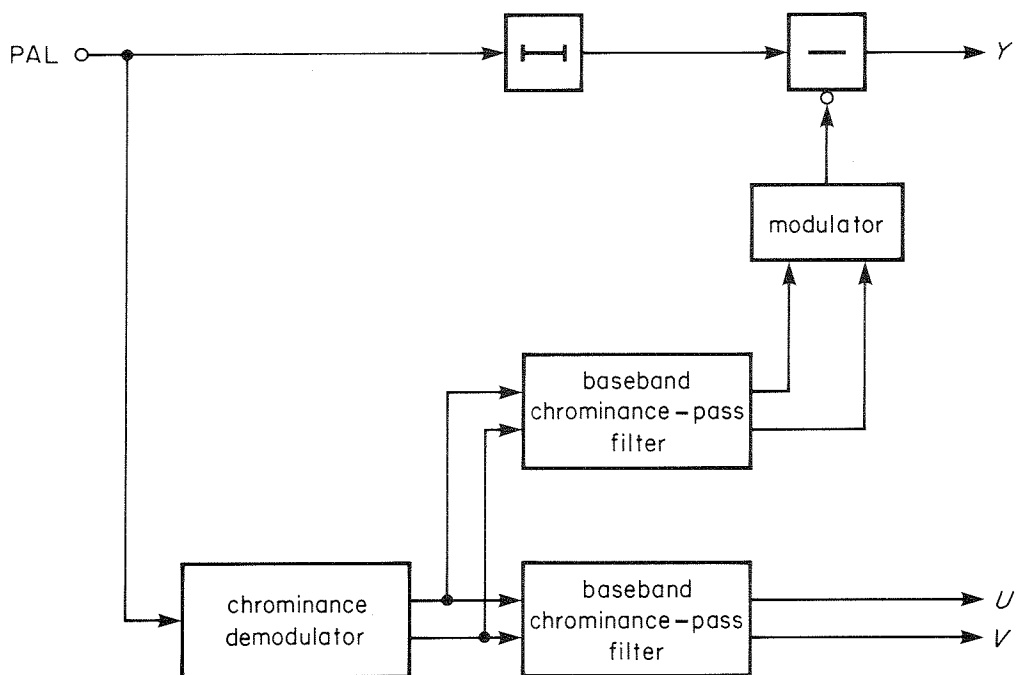 PAL
Y
modulator
baseband
chrominance-pass
filter
chrominance
demodulator
baseband
chrominance-pass
filter
U
V